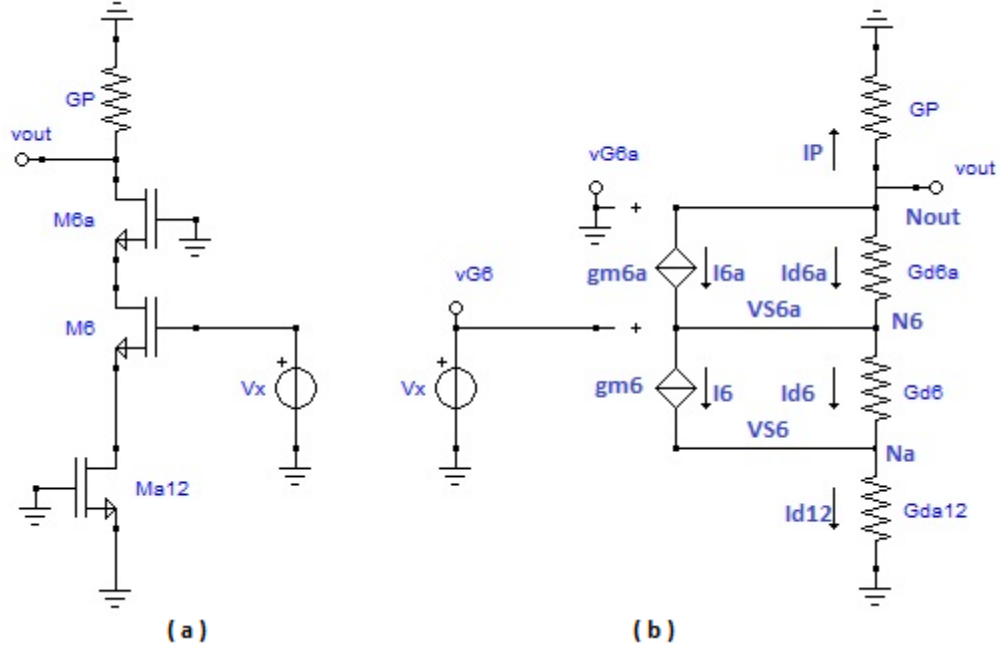 GP
vout
M6a
M6
+
Vx
Ma12
( a )
GP
IP
vG6a
+
vout
Nout
gm6a
I6a
Id6a
Gd6a
VS6a
N6
vG6
+
+
Vx
gm6
I6
Id6
Gd6
VS6
Na
Id12
Gda12
( b )